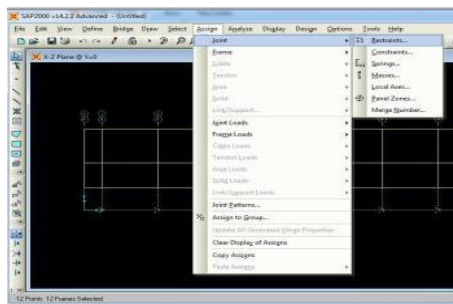 SAP2000 v14.2.2 Advanced - (Untitled)
File Edit View Define Bridge Draw Select Assign Analyze Display Design Options Tools Help
X-Z Plane @ Y=0
Joint
Frame
Cable
Tendon
Area
Solid
Link/Support
Joint Loads
Frame Loads
Cable Loads
Tendon Loads
Area Loads
Solid Loads
Link/Support Loads
Joint Patterns...
Assign to Group...
Update All Generated Hinge Properties
Clear Display of Assigns
Copy Assigns
Paste Assigns
Restraints...
Constraints...
Springs...
Masses...
Local Axes...
Panel Zones...
Merge Number...
12 Points 12 Frames Selected